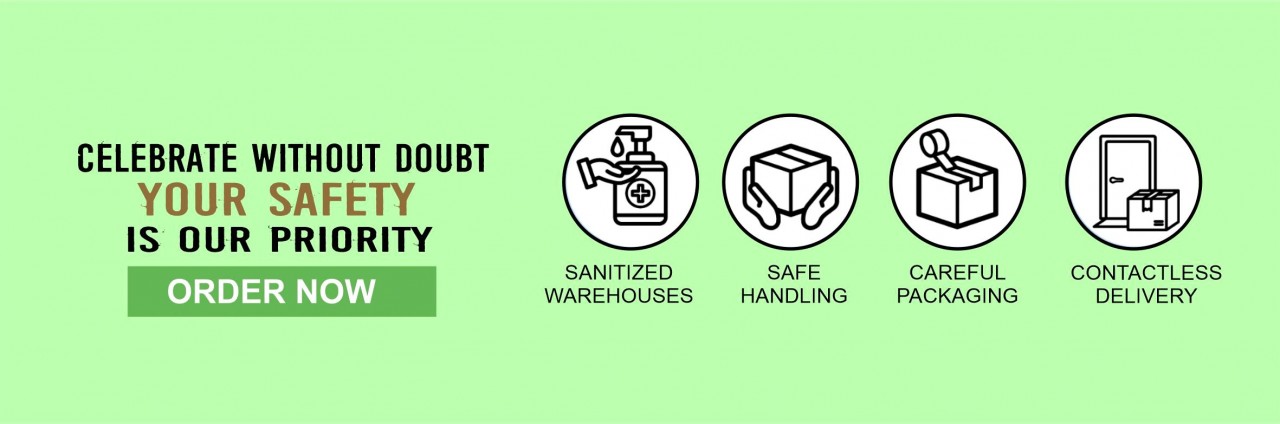 CELEBRATE WITHOUT DOUBT
YOUR SAFETY
IS OUR PRIORITY
ORDER NOW
SANITIZED
WAREHOUSES
SAFE
HANDLING
CAREFUL
PACKAGING
CONTACTLESS
DELIVERY